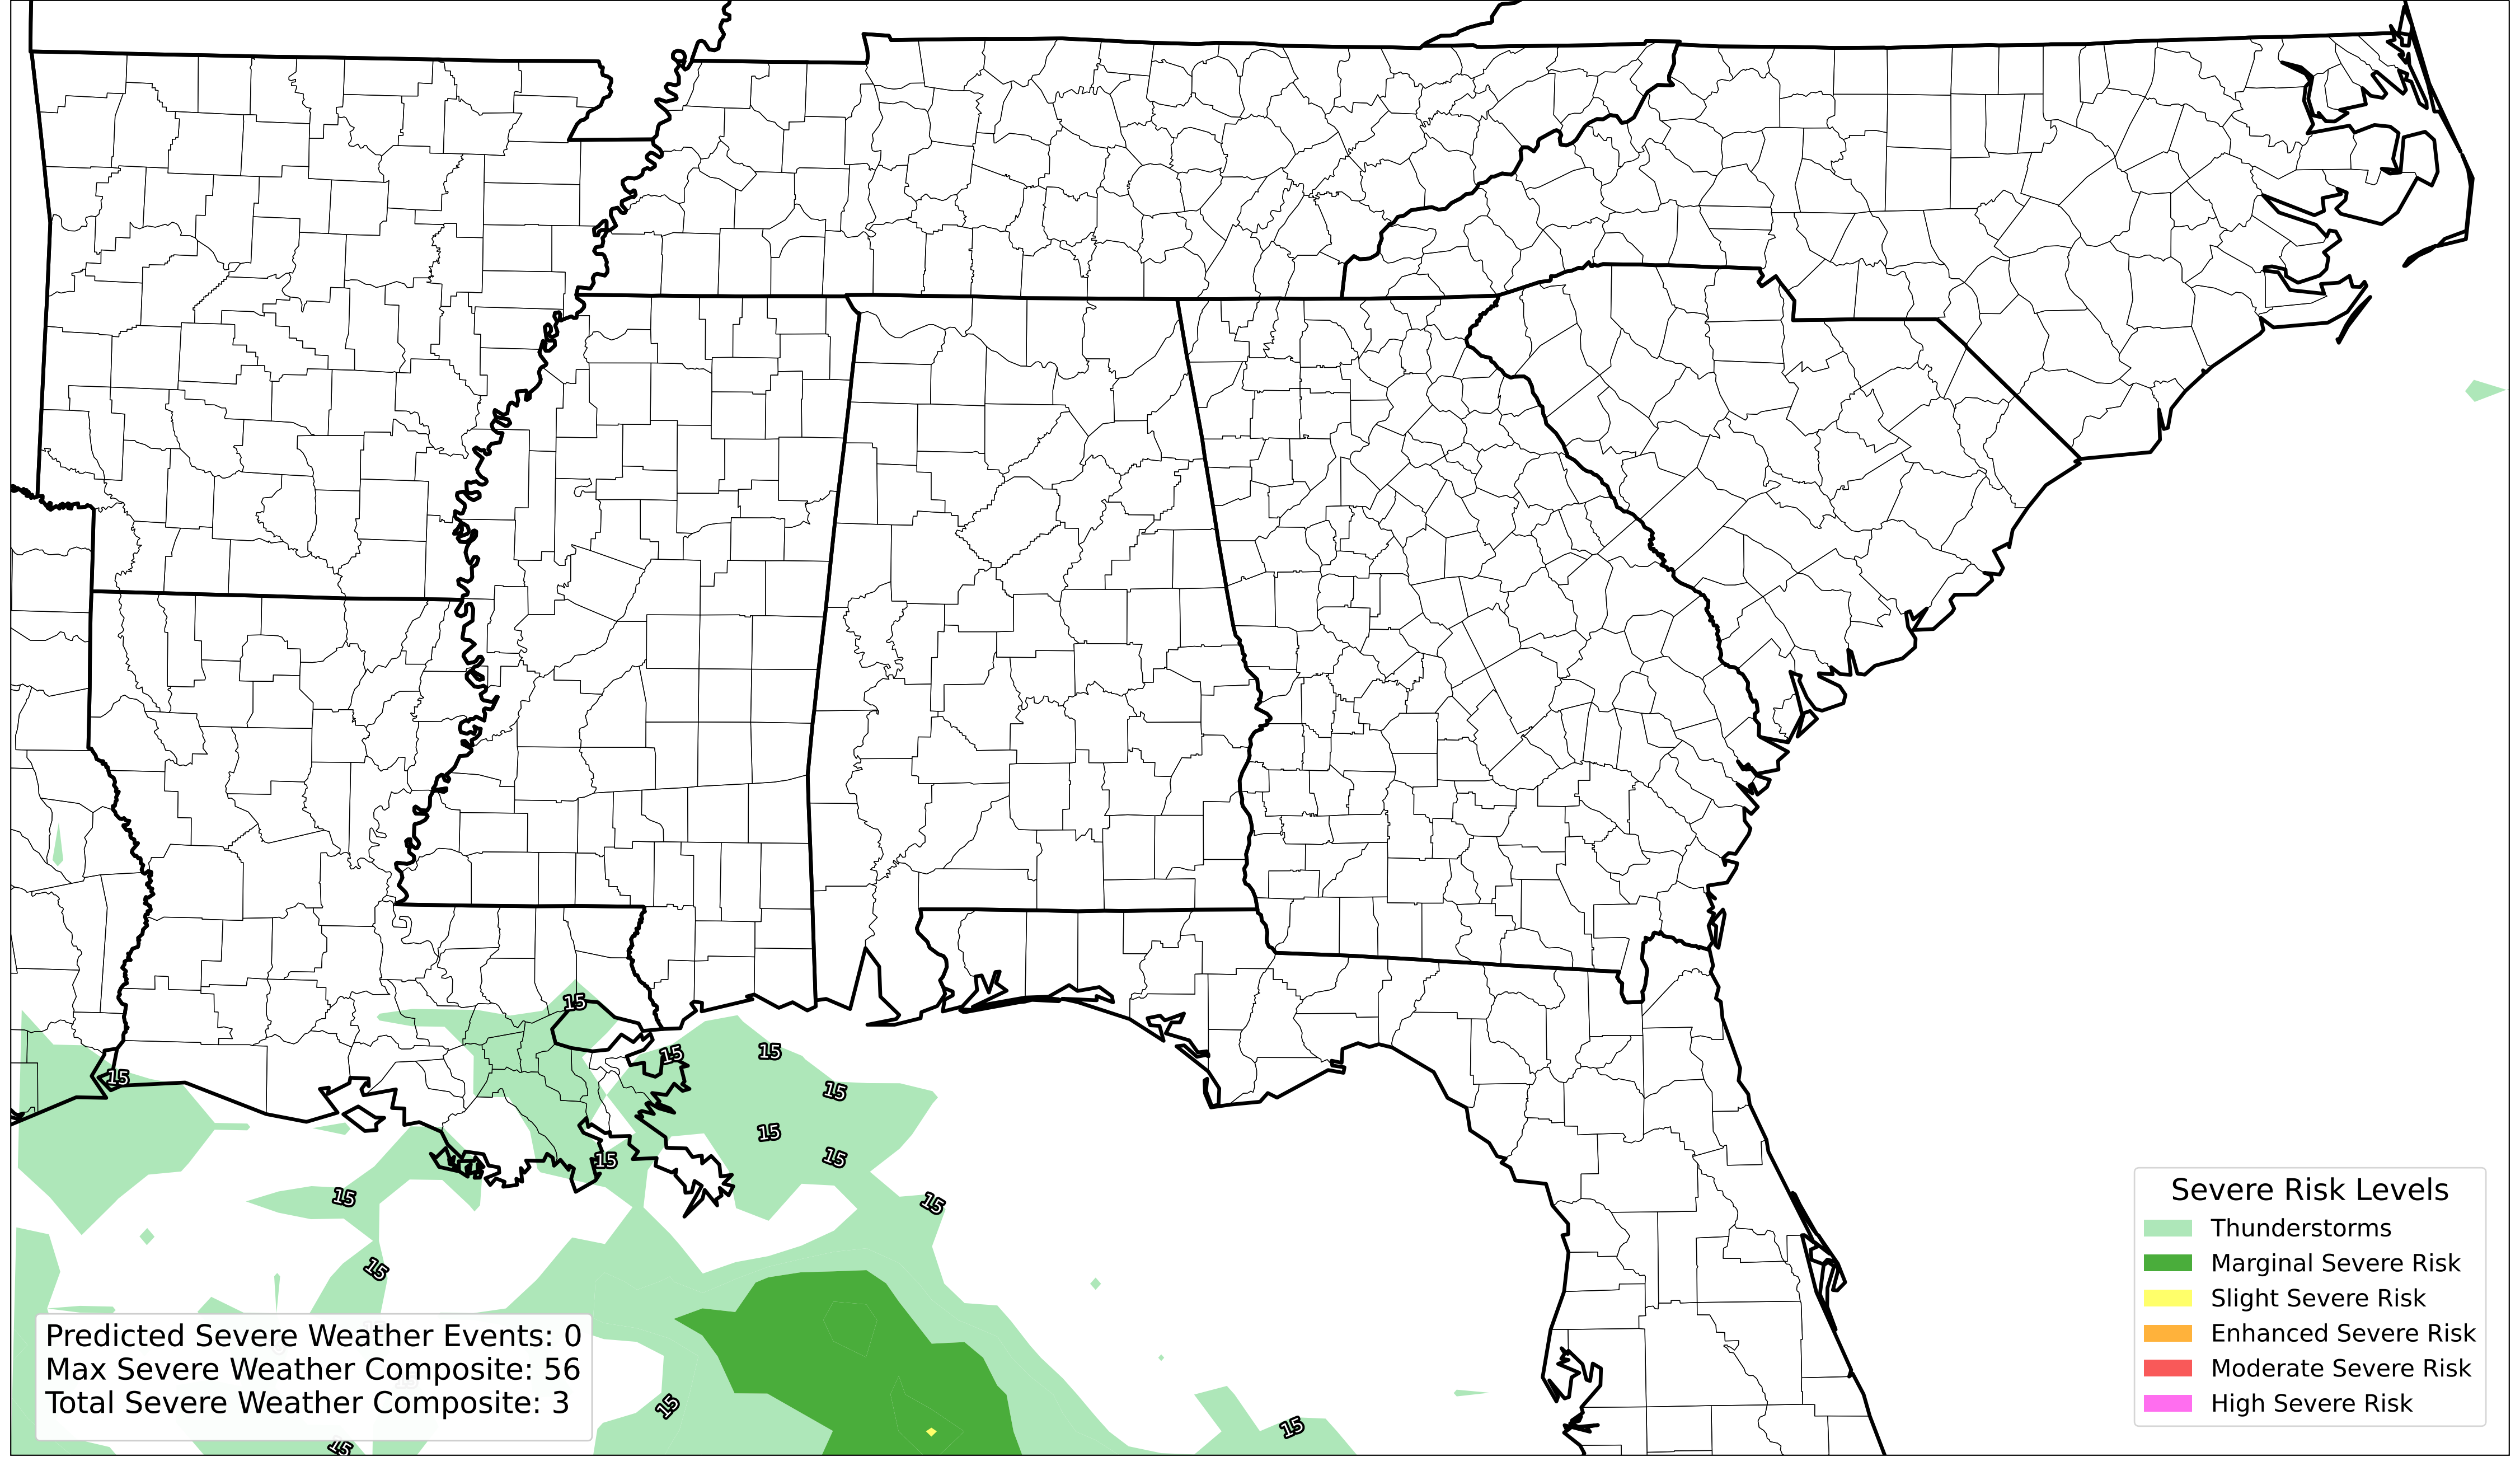 15
15
15
15
15
15
15
15
15
15
15
15
15
15
Severe Risk Levels
Thunderstorms
Marginal Severe Risk
Slight Severe Risk
Enhanced Severe Risk
Moderate Severe Risk
High Severe Risk
Predicted Severe Weather Events: 0
Max Severe Weather Composite: 56
Total Severe Weather Composite: 3